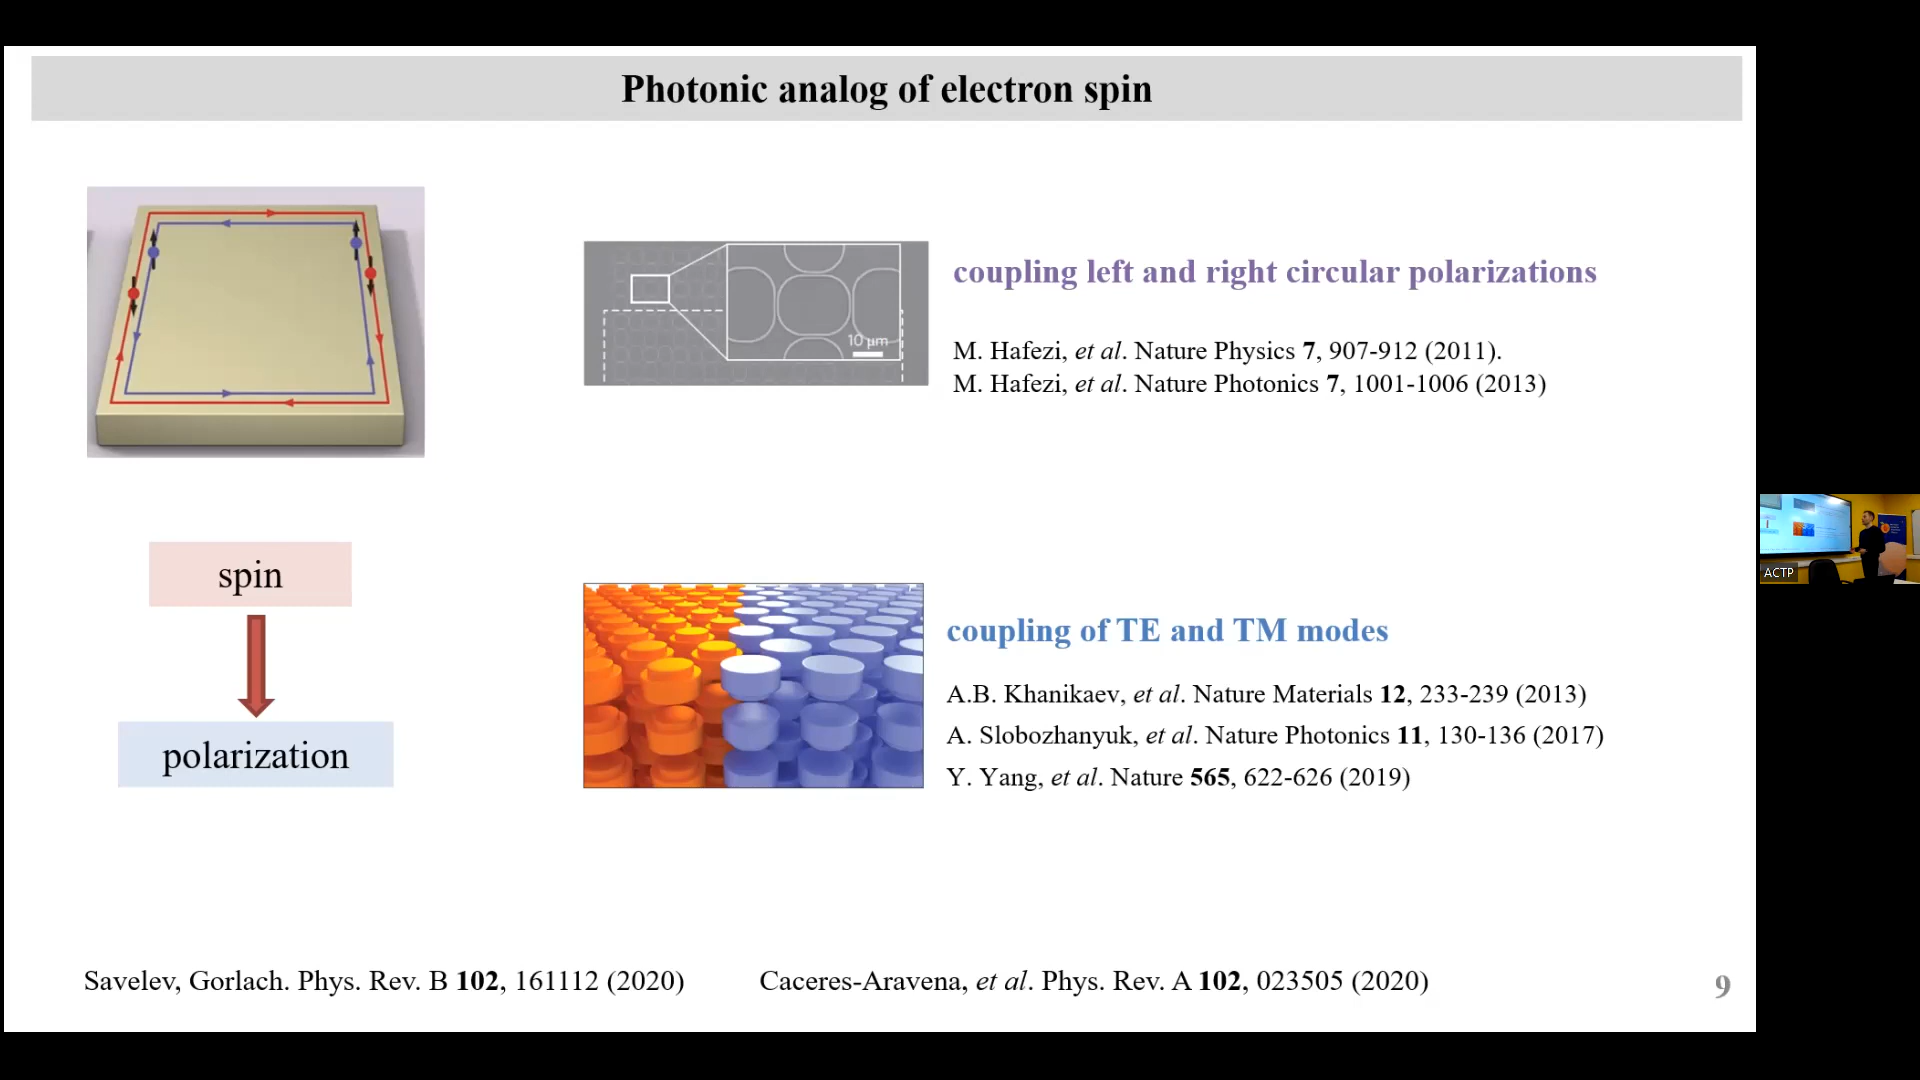 Photonic analog of electron spin
10 µm
coupling left and right circular polarizations
M. Hafezi, et al. Nature Physics 7, 907-912 (2011).
M. Hafezi, et al. Nature Photonics 7, 1001-1006 (2013)
spin
polarization
coupling of TE and TM modes
A.B. Khanikaev, et al. Nature Materials 12, 233-239 (2013)
A. Slobozhanyuk, et al. Nature Photonics 11, 130-136 (2017)
Y. Yang, et al. Nature 565, 622-626 (2019)
Savelev, Gorlach. Phys. Rev. B 102, 161112 (2020)
Caceres-Aravena, et al. Phys. Rev. A 102, 023505 (2020)
9
ACTP